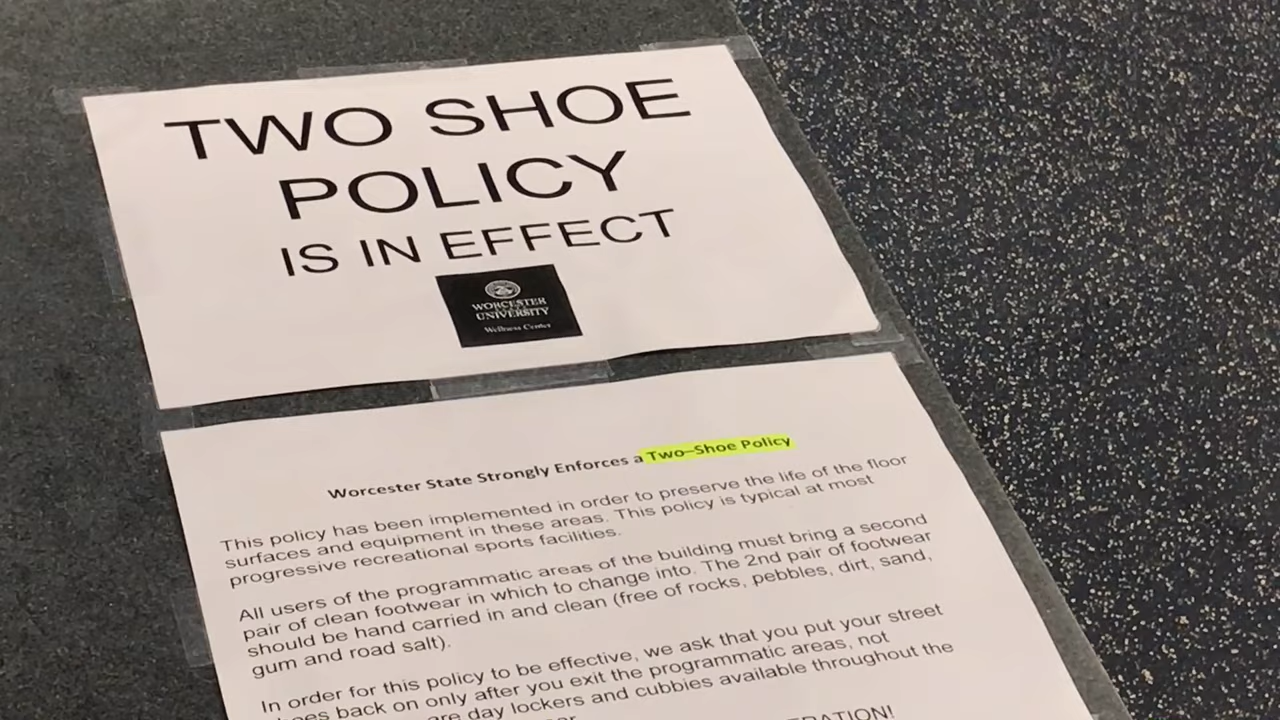 TWO SHOE
POLICY
IS IN EFFECT
WORCESTER
UNIVERSITY
Wellness Center
Worcester State Strongly Enforces a Two–Shoe Policy
This policy has been implemented in order to preserve the life of the floor
surfaces and equipment in these areas. This policy is typical at most
progressive recreational sports facilities.
All users of the programmatic areas of the building must bring a second
pair of clean footwear in which to change into. The 2nd pair of footwear
should be hand carried in and clean (free of rocks, pebbles, dirt, sand,
gum and road salt).
In order for this policy to be effective, we ask that you put your street
back on only after you exit the programmatic areas, not
are day lockers and cubbies available throughout the